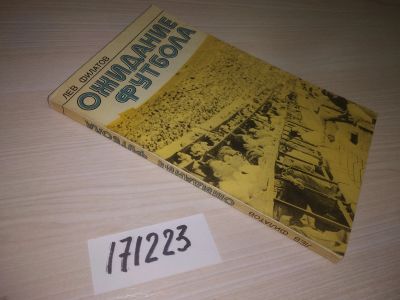 ЛЕВ ФИЛАТОВ
ОЖИДАНИЕ
ФУТБОЛА
ЛЕВ ФИЛАТОВ
ОЖИДАНИЕ ФУТБОЛА
171223